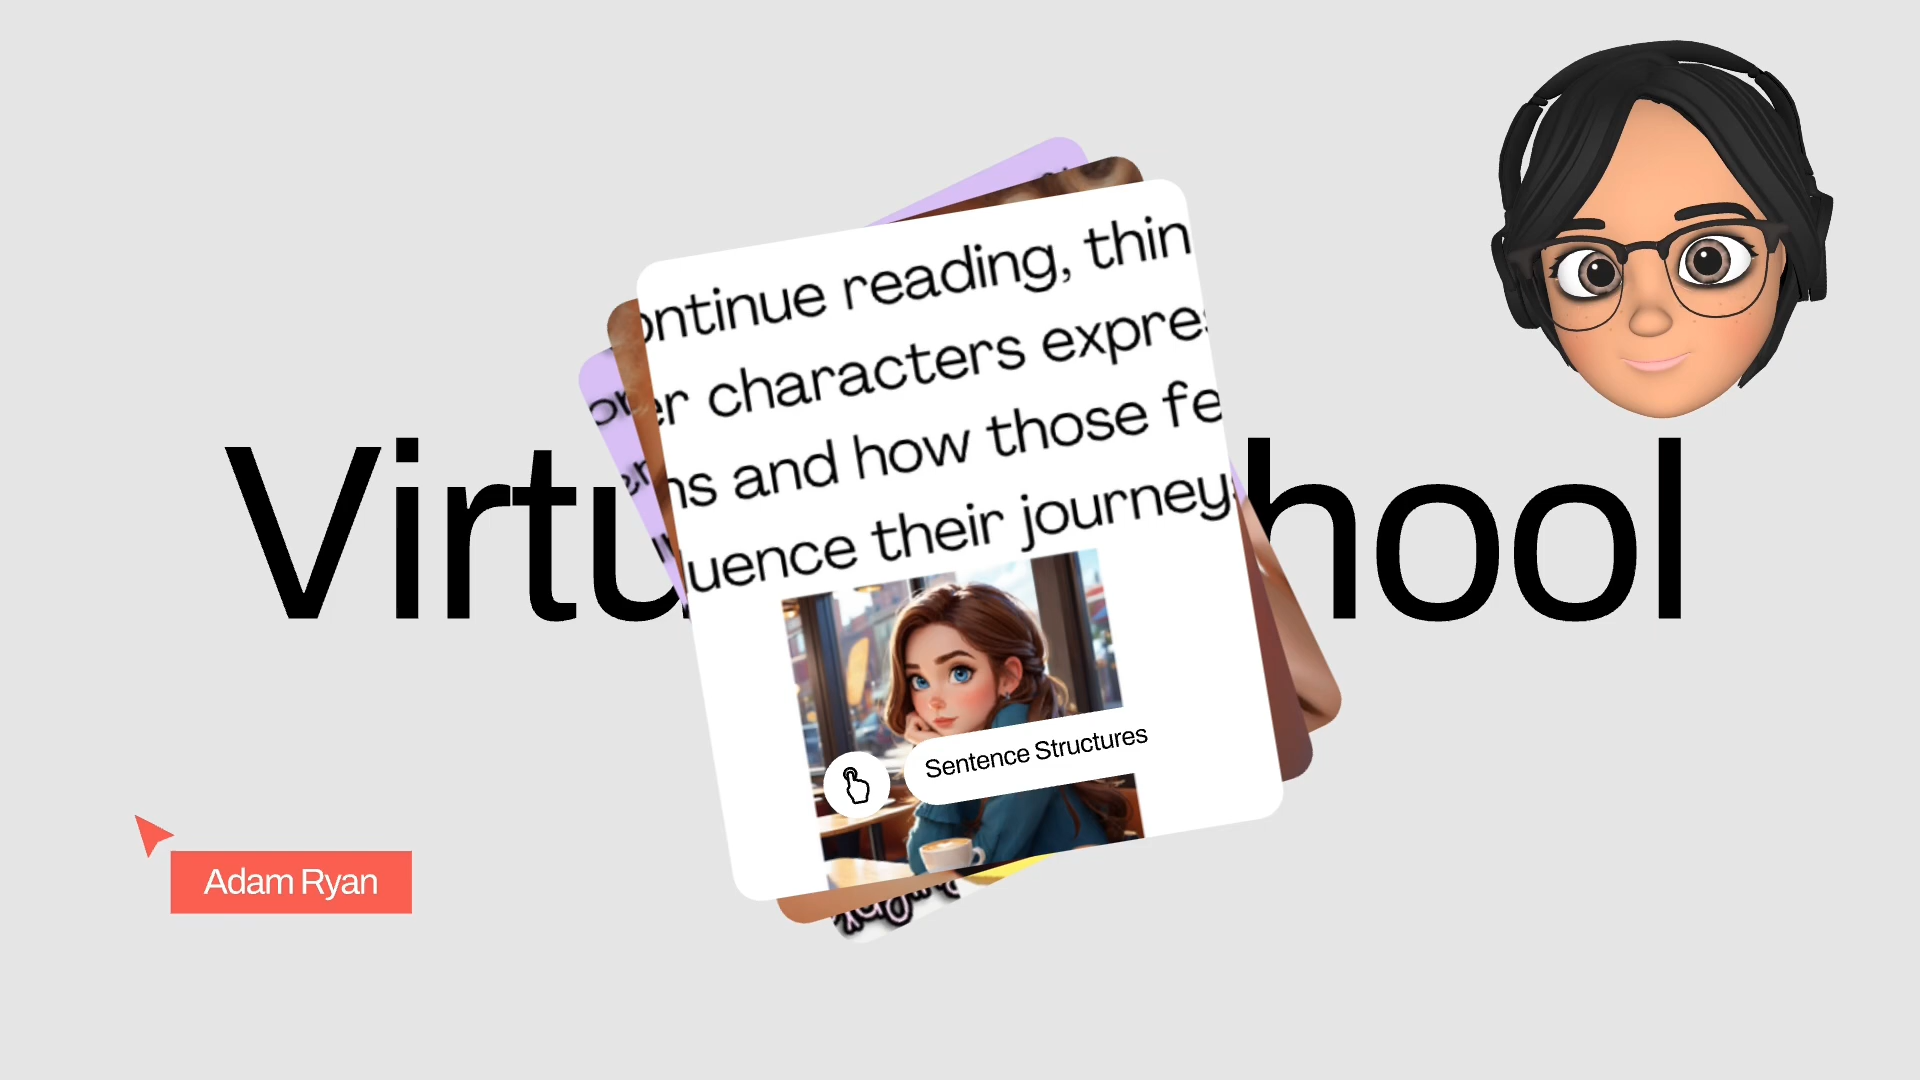 ontinue reading, thin
er characters expre
ns and how those fe
uence their journey
Virtu hool
Sentence Structures
Adam Ryan